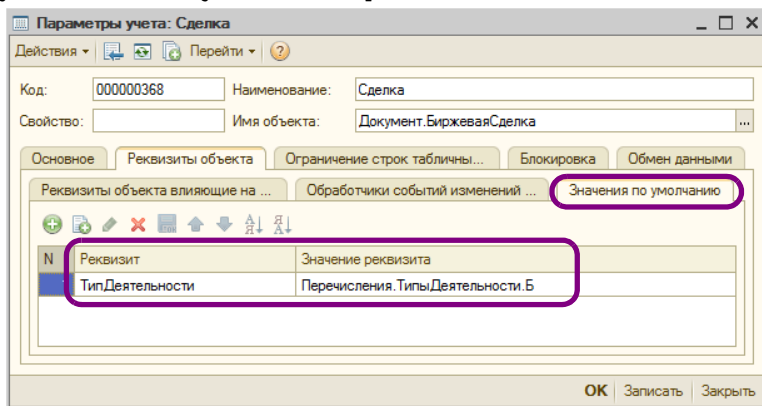 Параметры учета: Сделка
Действия Перейти
Код: 000000368 Наименование: Сделка
Свойство: Имя объекта: Документ.БиржеваяСделка ...
Основное Реквизиты объекта Ограничение строк табличны... Блокировка Обмен данными
Реквизиты объекта влияющие на ... Обработчики событий изменений ... Значения по умолчанию
N Реквизит Значение реквизита
ТипДеятельности Перечисления.ТипыДеятельности.Б
OK Записать Закрыть